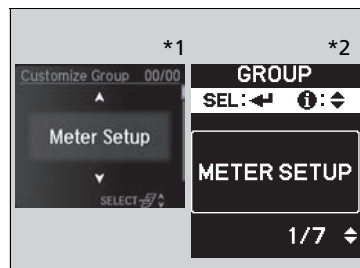 *1
Customize Group 00/00
Meter Setup
SELECT
*2
GROUP
SEL:
METER SETUP
1/7